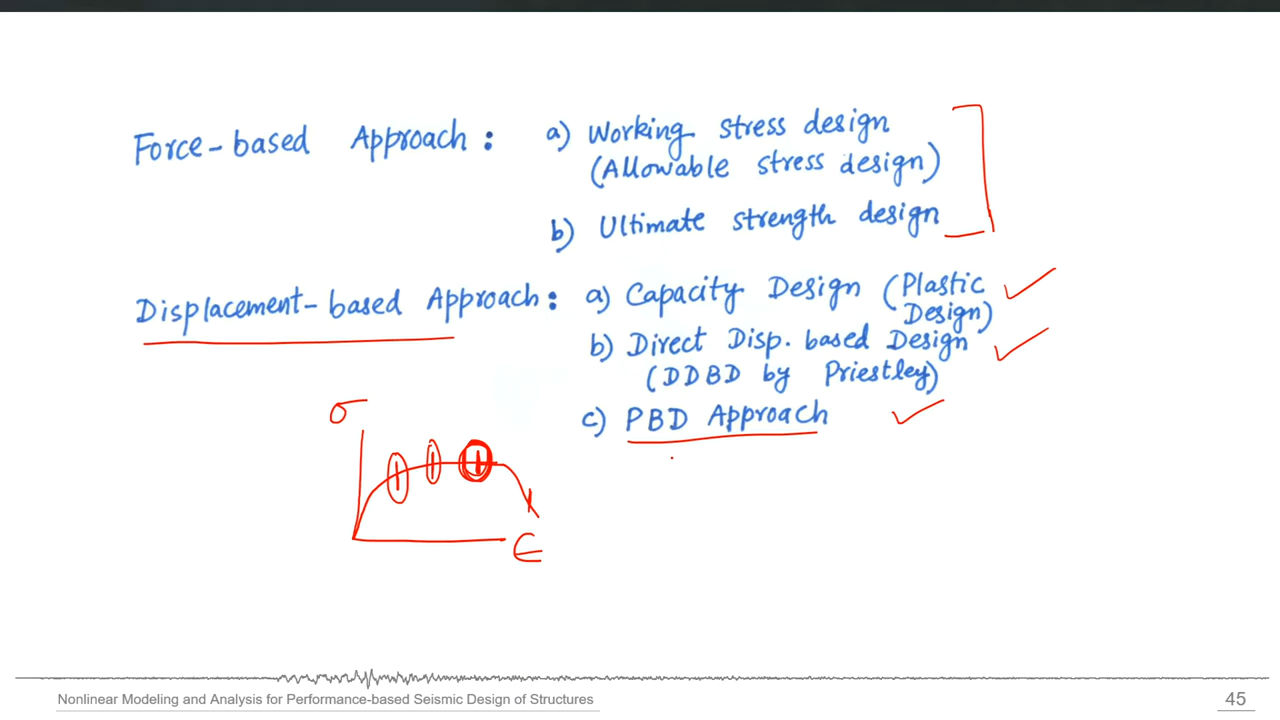 Force-based Approach: a) Working stress design
(Allowable stress design)
b) Ultimate strength design
Displacement-based Approach: a) Capacity Design (Plastic
Design)
b) Direct Disp. based Design
(DDBD by Priestley)
c) PBD Approach
σ
ϵ
Nonlinear Modeling and Analysis for Performance-based Seismic Design of Structures
45